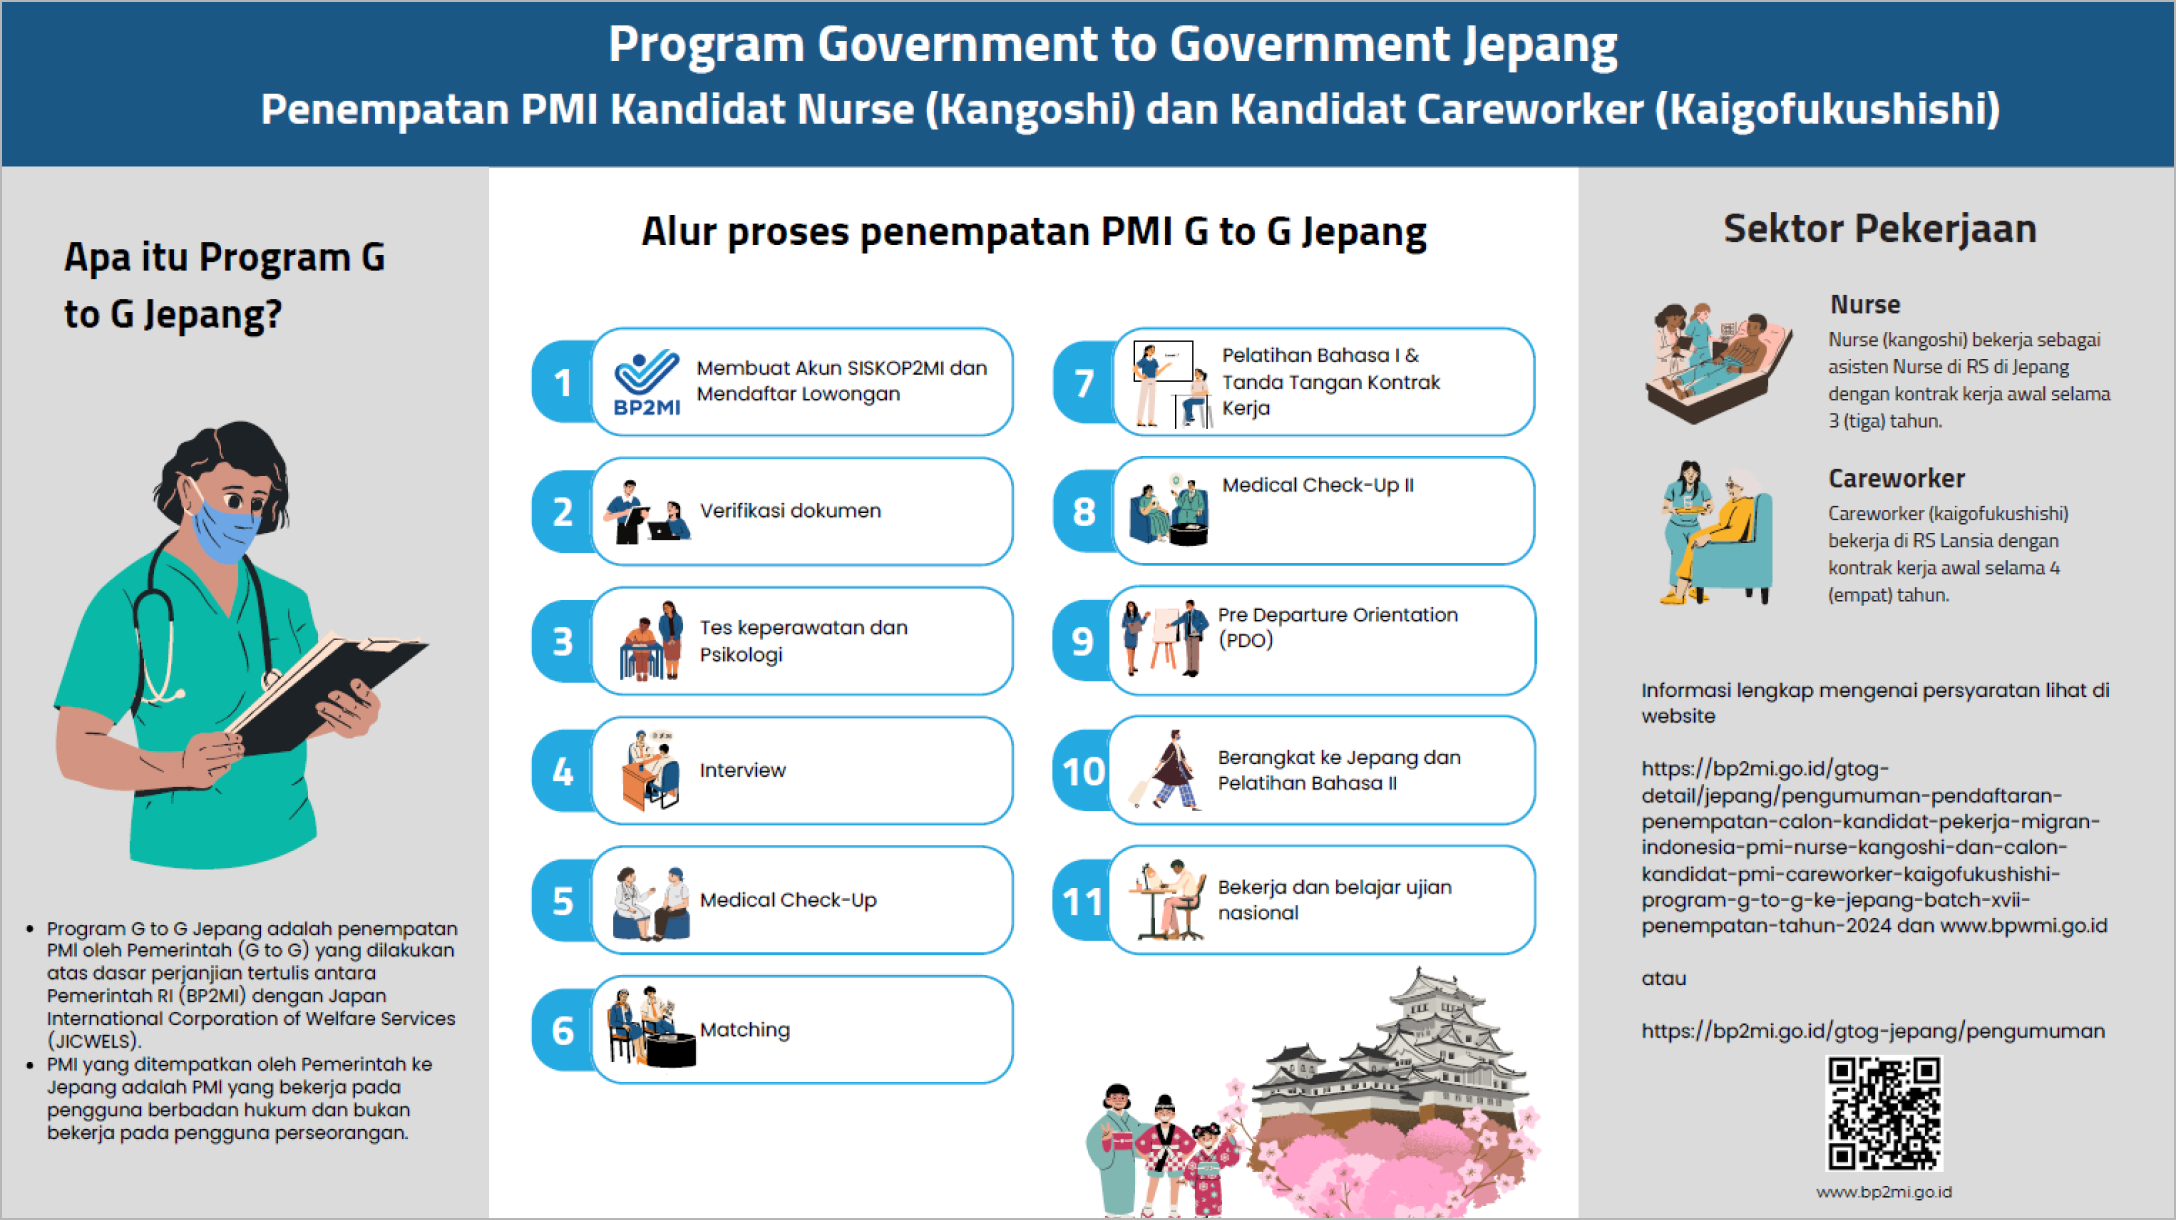 Program Government to Government Jepang
Penempatan PMI Kandidat Nurse (Kangoshi) dan Kandidat Careworker (Kaigofukushishi)
Apa itu Program G
to G Jepang?
Program G to G Jepang adalah penempatan
PMI oleh Pemerintah (G to G) yang dilakukan
atas dasar perjanjian tertulis antara
Pemerintah RI (BP2MI) dengan Japan
International Corporation of Welfare Services
(JICWELS).
PMI yang ditempatkan oleh Pemerintah ke
Jepang adalah PMI yang bekerja pada
pengguna berbadan hukum dan bukan
bekerja pada pengguna perseorangan.
Alur proses penempatan PMI G to G Jepang
1
BP2MI
Membuat Akun SISKOP2MI dan
Mendaftar Lowongan
2
Verifikasi dokumen
3
Tes keperawatan dan
Psikologi
4
Interview
5
Medical Check-Up
6
Matching
7
Pelatihan Bahasa I &
Tanda Tangan Kontrak
Kerja
8
Medical Check-Up II
9
Pre Departure Orientation
(PDO)
10
Berangkat ke Jepang dan
Pelatihan Bahasa II
11
Bekerja dan belajar ujian
nasional
Sektor Pekerjaan
Nurse
Nurse (kangoshi) bekerja sebagai
asisten Nurse di RS di Jepang
dengan kontrak kerja awal selama
3 (tiga) tahun.
Careworker
Careworker (kaigofukushishi)
bekerja di RS Lansia dengan
kontrak kerja awal selama 4
(empat) tahun.
Informasi lengkap mengenai persyaratan lihat di
website
https://bp2mi.go.id/gtog-
detail/jepang/pengumuman-pendaftaran-
penempatan-calon-kandidat-pekerja-migran-
indonesia-pmi-nurse-kangoshi-dan-calon-
kandidat-pmi-careworker-kaigofukushishi-
program-g-to-g-ke-jepang-batch-xvii-
penempatan-tahun-2024 dan www.bpwmi.go.id
atau
https://bp2mi.go.id/gtog-jepang/pengumuman
www.bp2mi.go.id